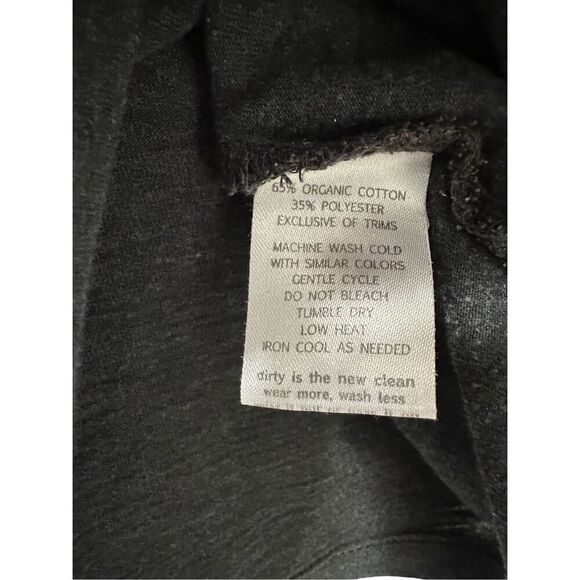 65% ORGANIC COTTON
35% POLYESTER
EXCLUSIVE OF TRIMS
MACHINE WASH COLD
WITH SIMILAR COLORS
GENTLE CYCLE
DO NOT BLEACH
TUMBLE DRY
LOW HEAT
IRON COOL AS NEEDED
dirty is the new clean
wear more, wash less